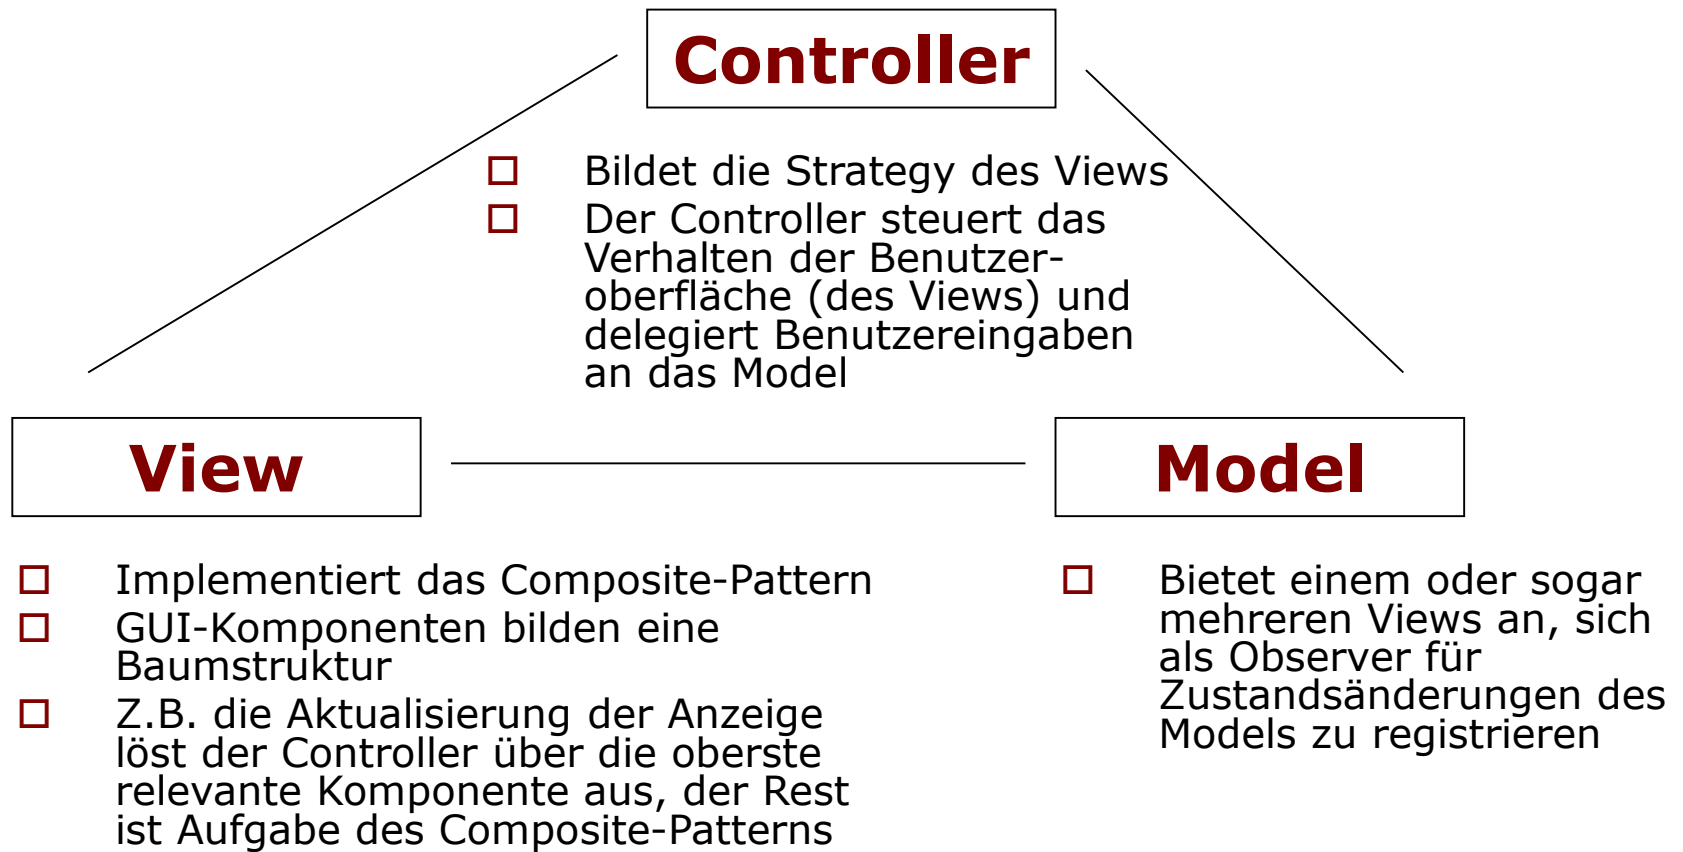 Controller
Bildet die Strategy des Views
Der Controller steuert das
Verhalten der Benutzer-
oberfläche (des Views) und
delegiert Benutzereingaben
an das Model
View
Implementiert das Composite-Pattern
GUI-Komponenten bilden eine
Baumstruktur
Z.B. die Aktualisierung der Anzeige
löst der Controller über die oberste
relevante Komponente aus, der Rest
ist Aufgabe des Composite-Patterns
Model
Bietet einem oder sogar
mehreren Views an, sich
als Observer für
Zustandsänderungen des
Models zu registrieren